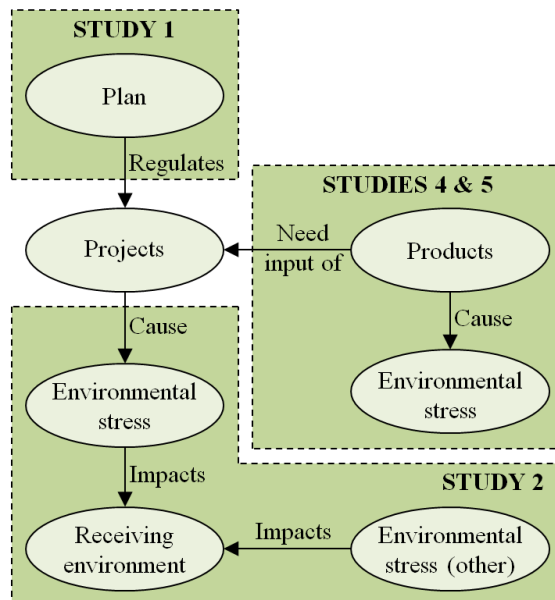 STUDY 1
Plan
Regulates
STUDIES 4 & 5
Projects
Need
input of
Products
Cause
Cause
Environmental
stress
Environmental
stress
Impacts
STUDY 2
Receiving
environment
Impacts
Environmental
stress (other)